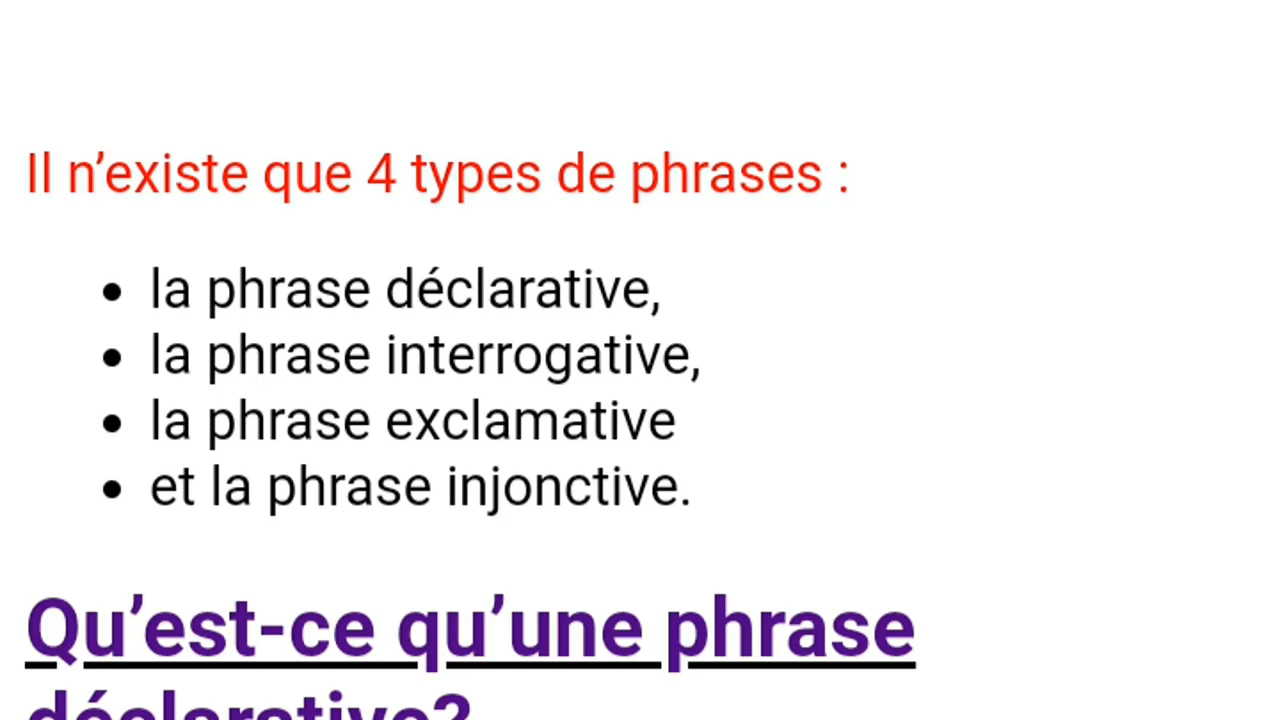 Il n’existe que 4 types de phrases :
• la phrase déclarative,
• la phrase interrogative,
• la phrase exclamative
• et la phrase injonctive.
Qu’est-ce qu’une phrase
déclarative?